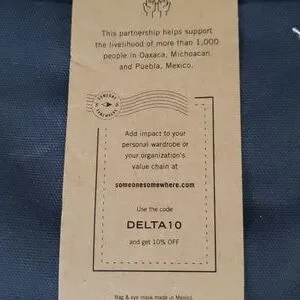 This partnership helps support
the livelihood of more than 1,000
people in Oaxaca, Michoacan
and Puebla, Mexico.
SOMEONE
SOMEWHERE
Add impact to your
personal wardrobe or
your organization's
value chain at
someonesomewhere.com
Use the code
DELTA10
and get 10% OFF
Bag & eye mask made in Mexico.